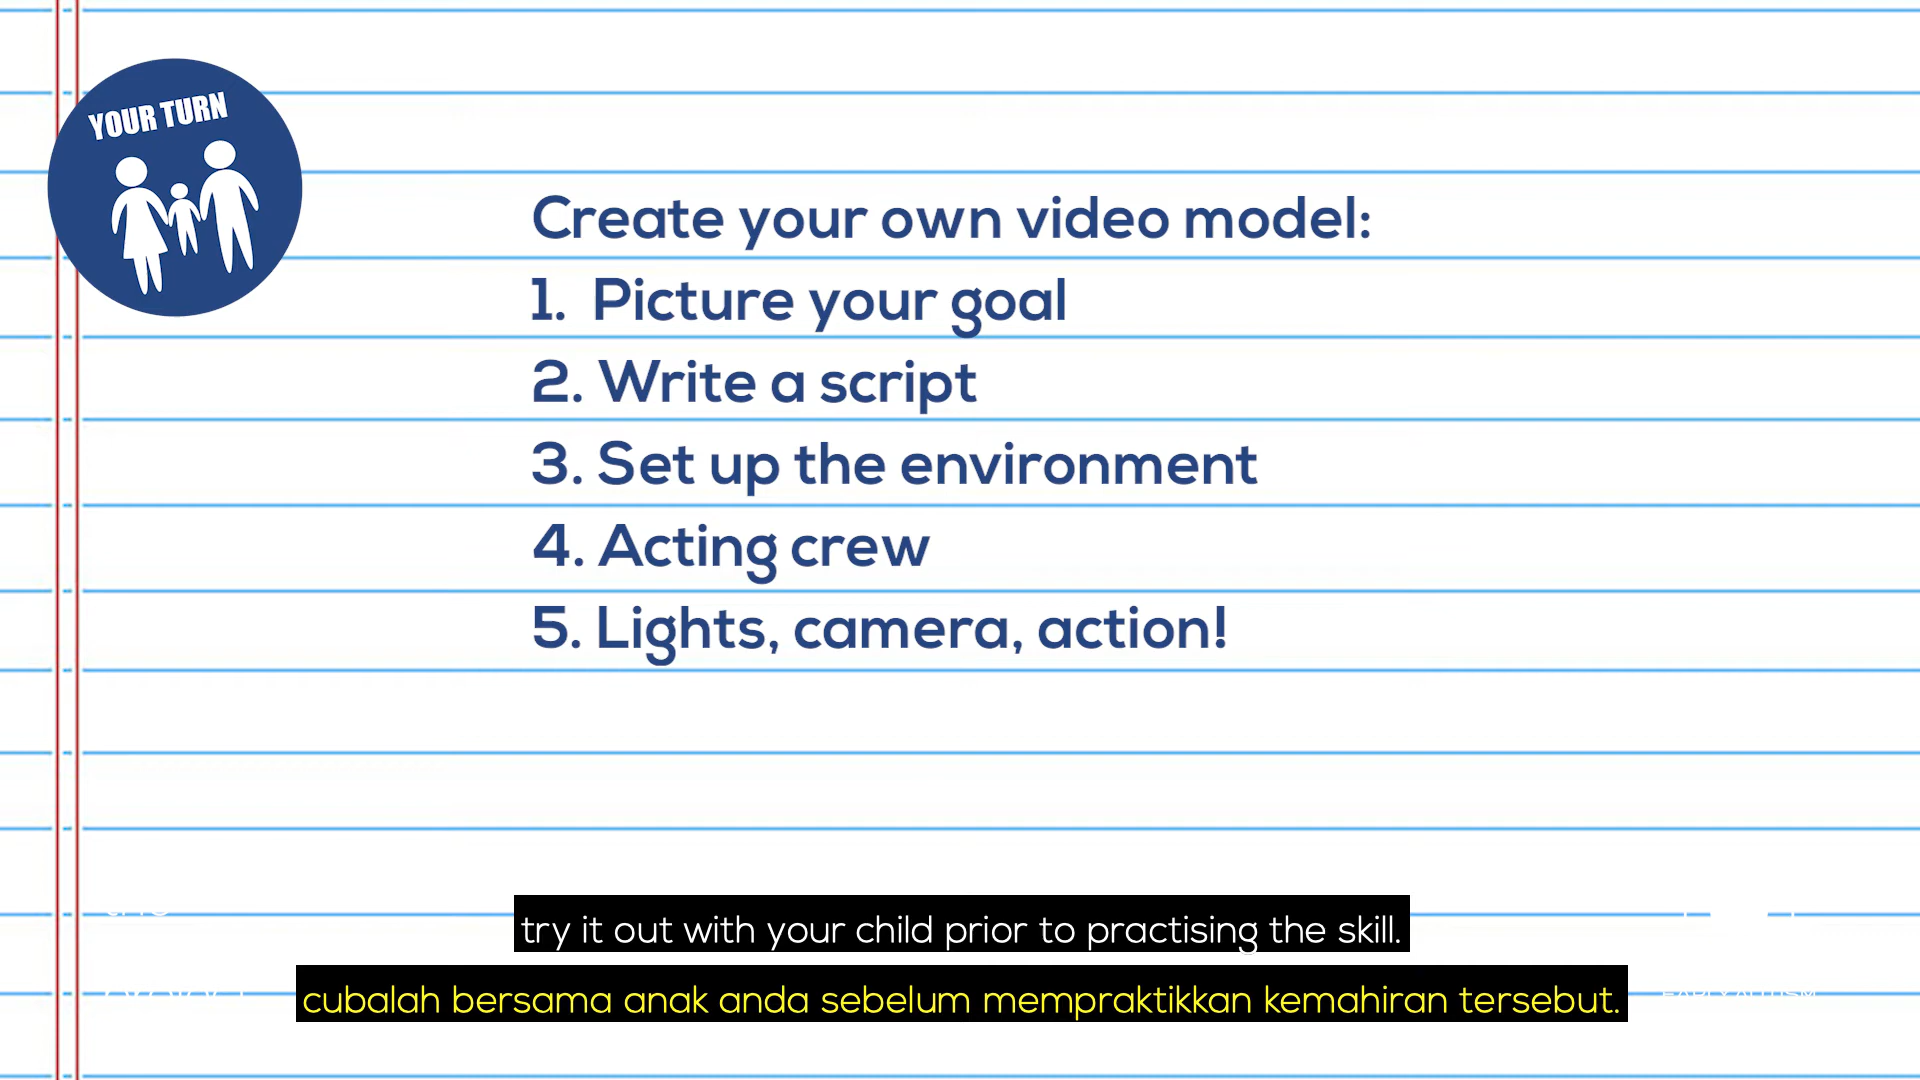 YOUR TURN
Create your own video model:
1. Picture your goal
2. Write a script
3. Set up the environment
4. Acting crew
5. Lights, camera, action!
try it out with your child prior to practising the skill.
cubalah bersama anak anda sebelum mempraktikkan kemahiran tersebut.